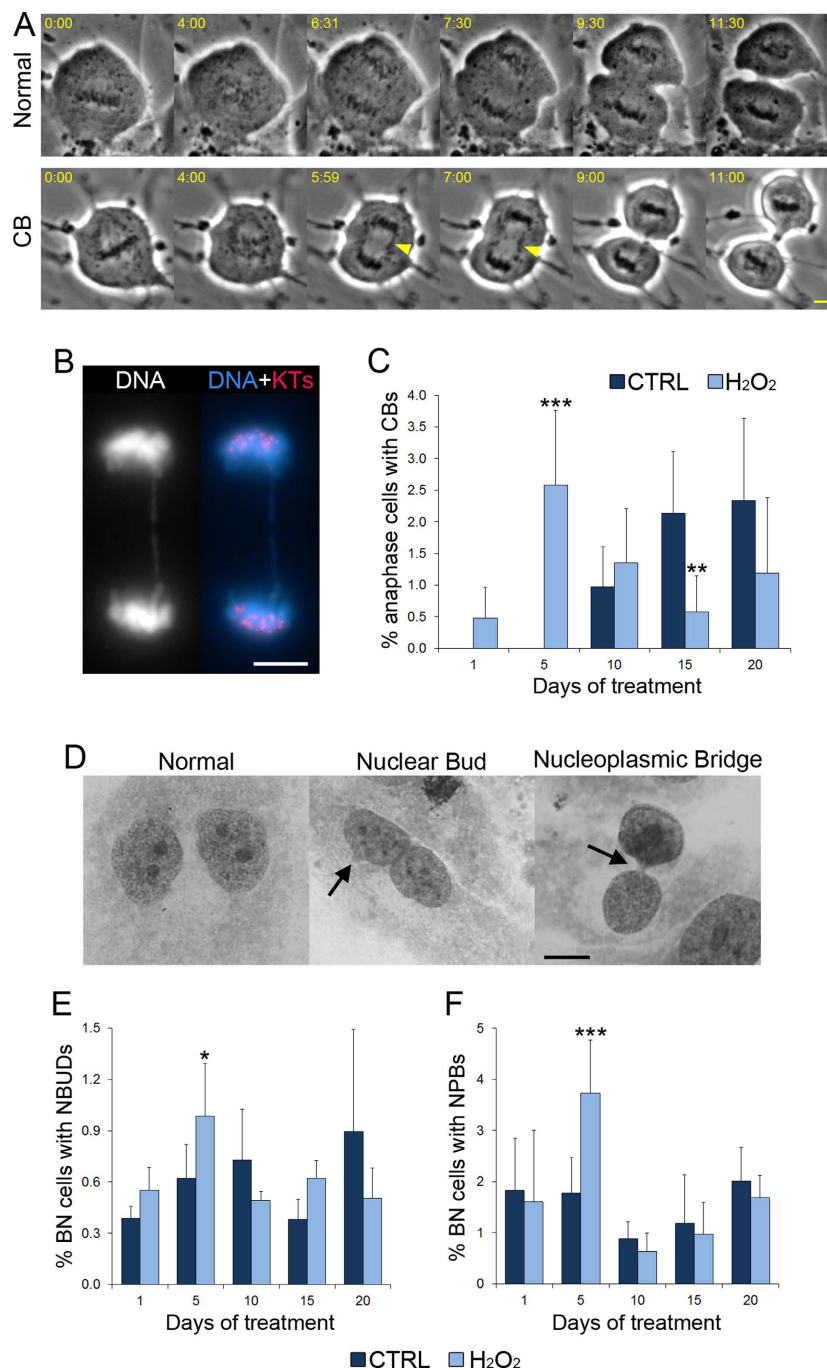 A
Normal
0:00 4:00 6:31 7:30 9:30 11:30
CB
0:00 4:00 5:59 7:00 9:00 11:00
B
DNA DNA+KTs
C
CTRL H₂O₂
% anaphase cells with CBs
4.0
3.5
3.0
2.5
2.0
1.5
1.0
0.5
0.0
***
**
1 5 10 15 20
Days of treatment
D
Normal Nuclear Bud Nucleoplasmic Bridge
E
% BN cells with NBUDs
1.5
1.2
0.9
0.6
0.3
0.0
*
1 5 10 15 20
Days of treatment
F
% BN cells with NPBs
5
4
3
2
1
0
***
1 5 10 15 20
Days of treatment
CTRL H₂O₂